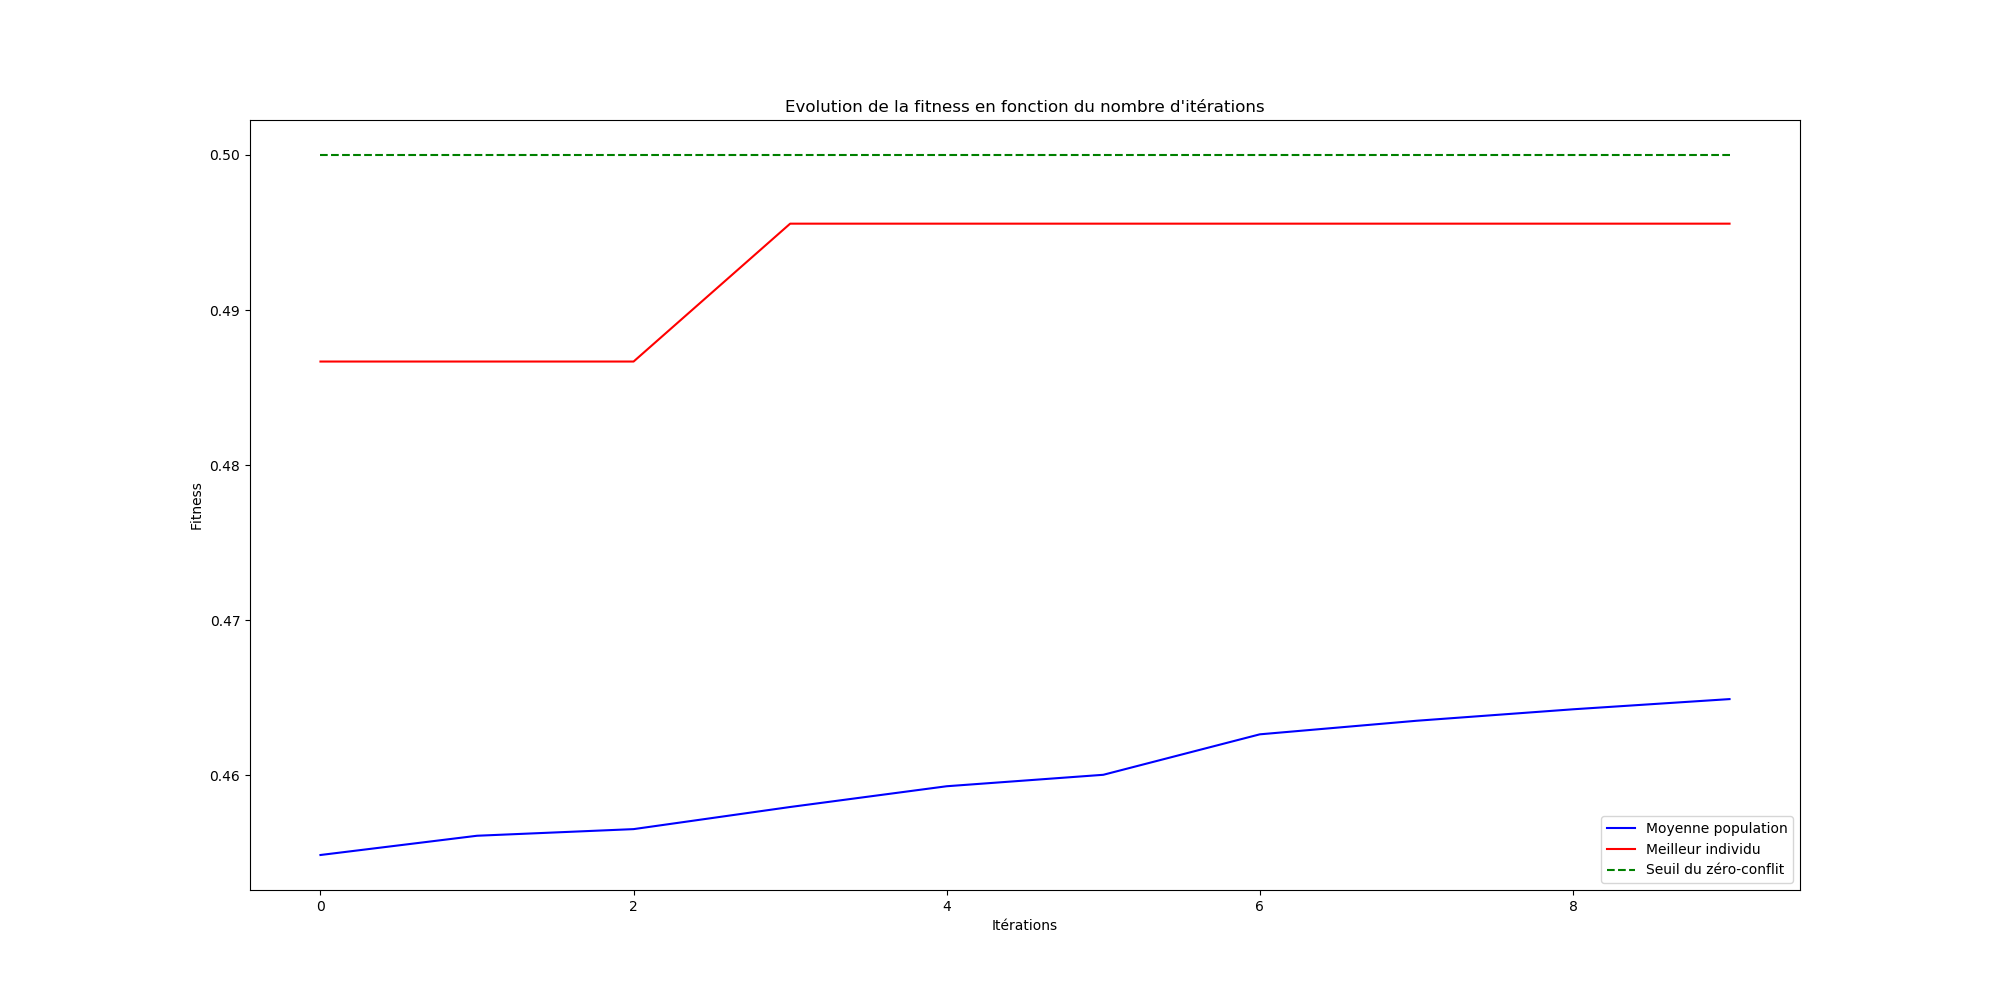 Evolution de la fitness en fonction du nombre d'itérations
0.50
0.49
0.48
0.47
0.46
Fitness
0 2 4 6 8
Itérations
Moyenne population
Meilleur individu
Seuil du zéro-conflit